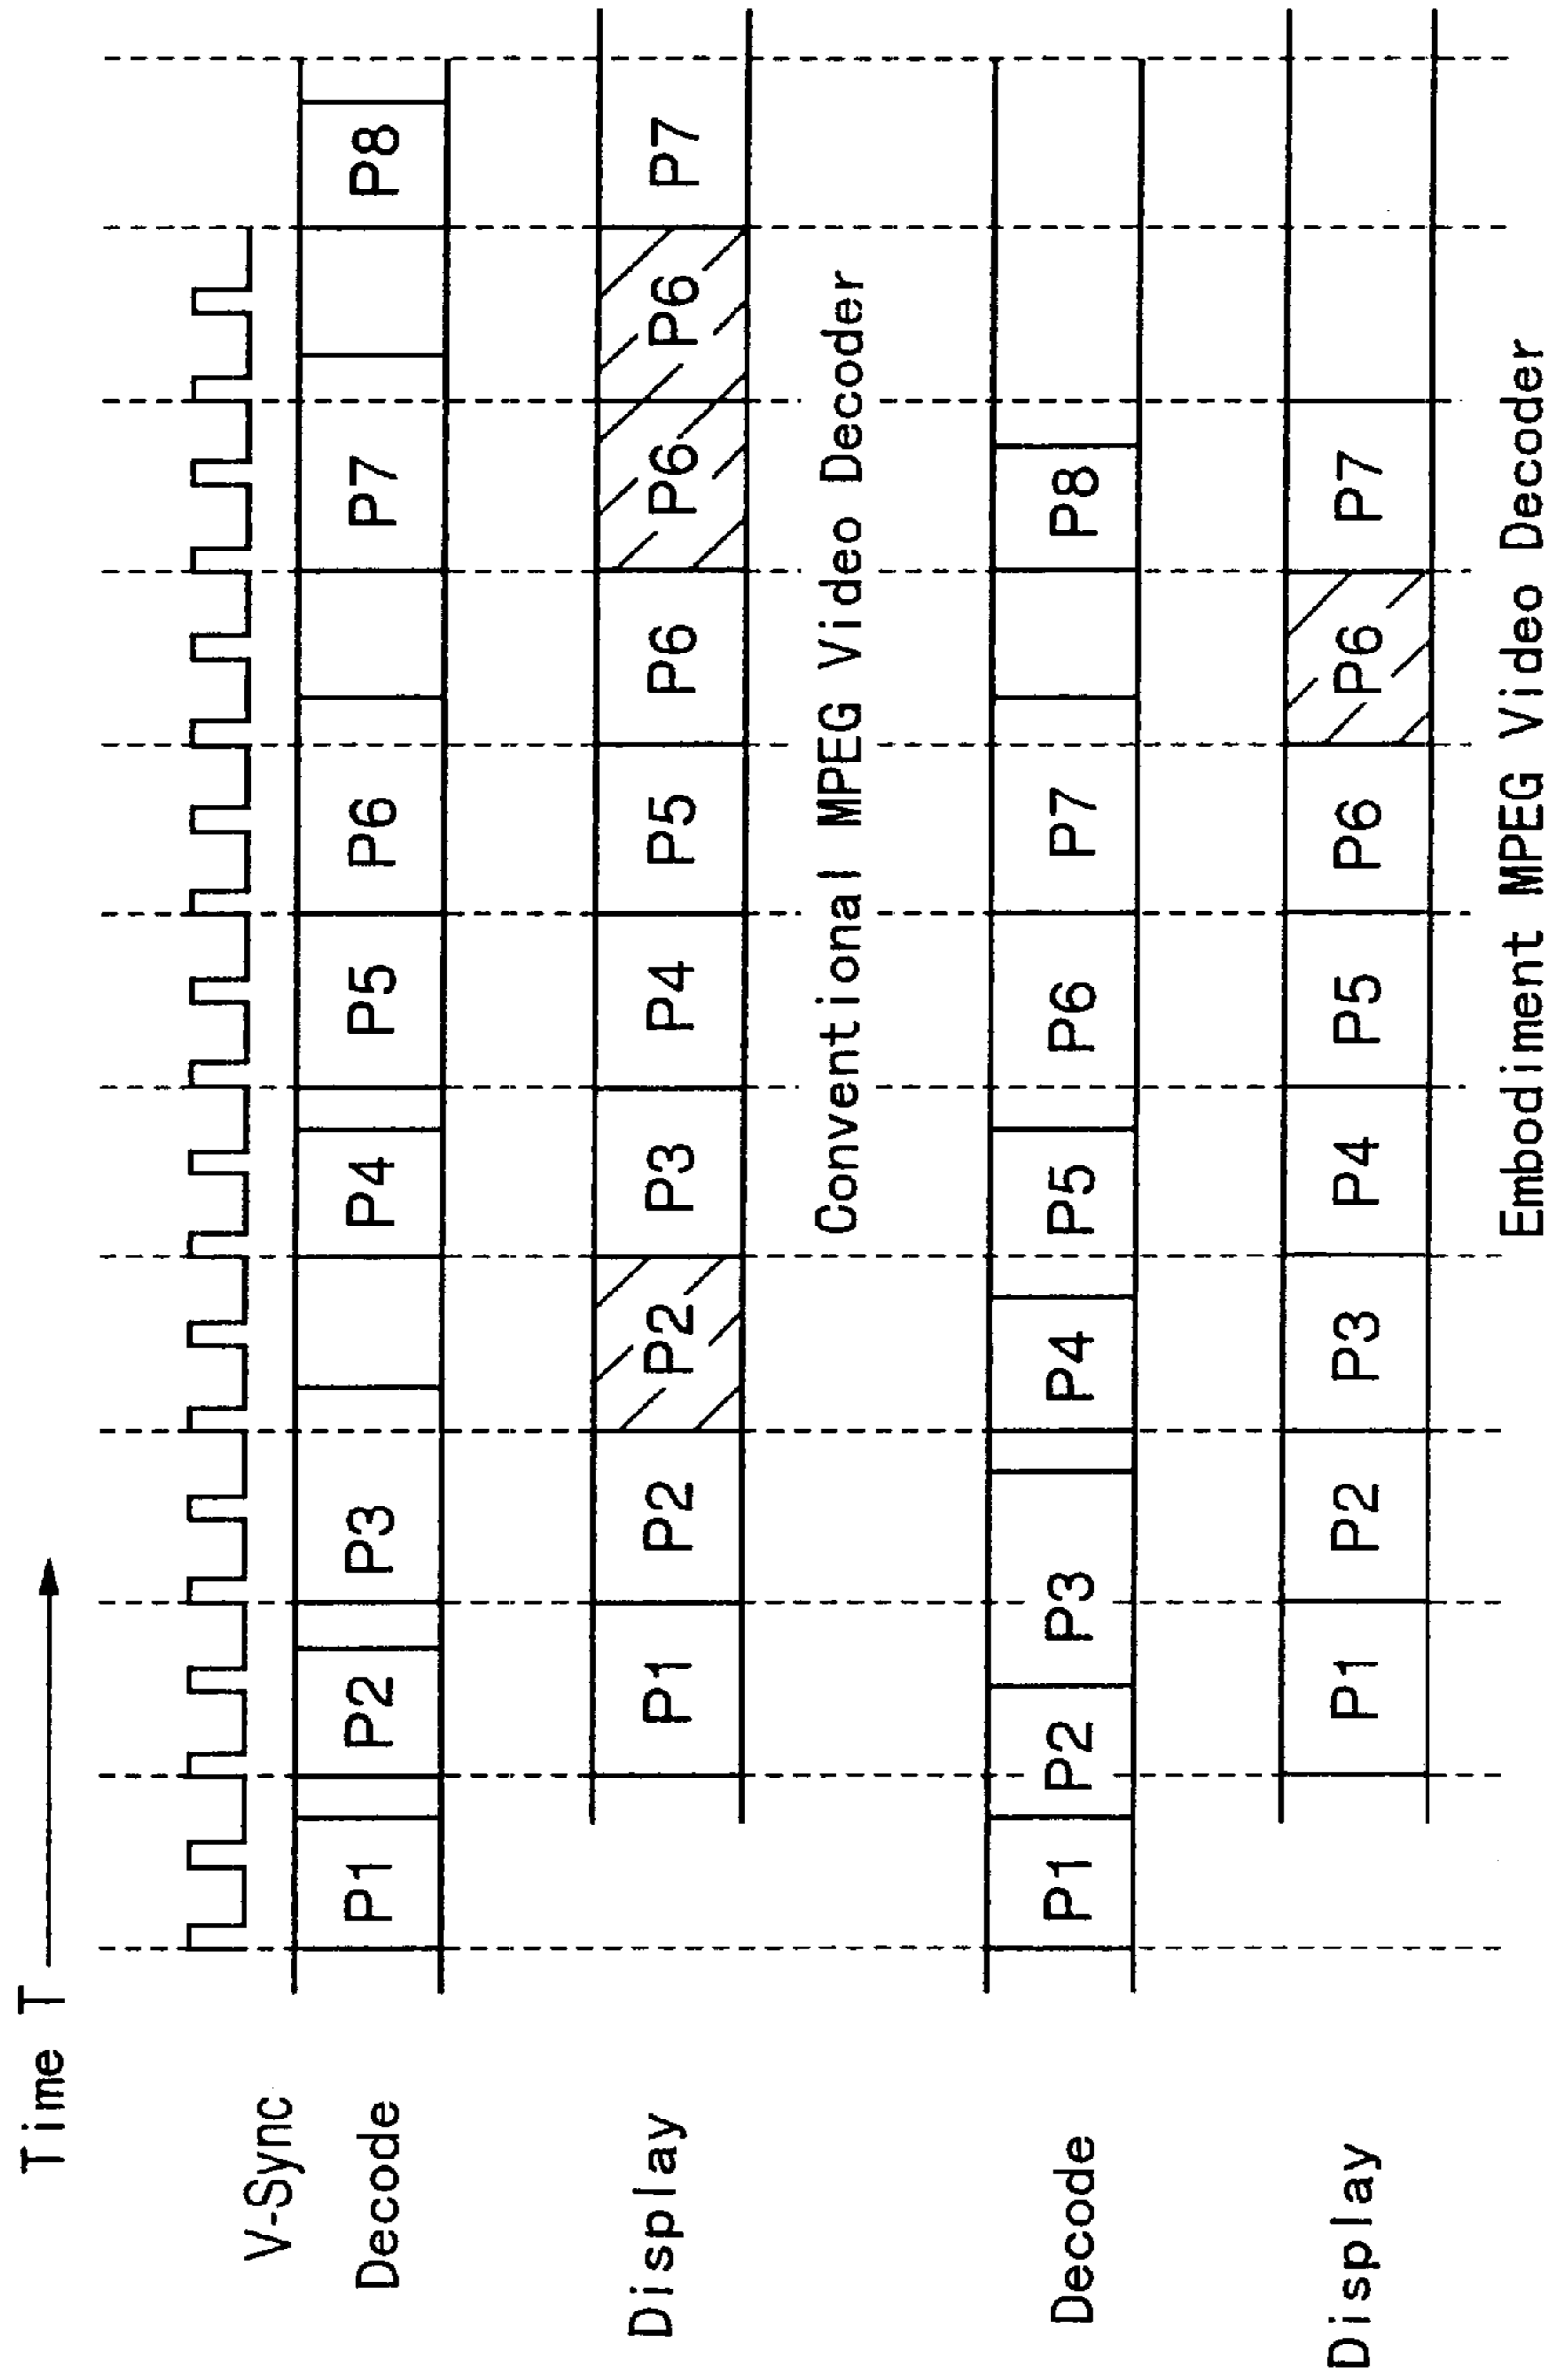 Time T
V-Sync
Decode P1 P2 P3 P4 P5 P6 P7 P8
Display P1 P2 P2 P3 P4 P5 P6 P6 P6 P7
Conventional MPEG Video Decoder
Decode P1 P2 P3 P4 P5 P6 P7 P8
Display P1 P2 P3 P4 P5 P6 P6 P7
Embodiment MPEG Video Decoder